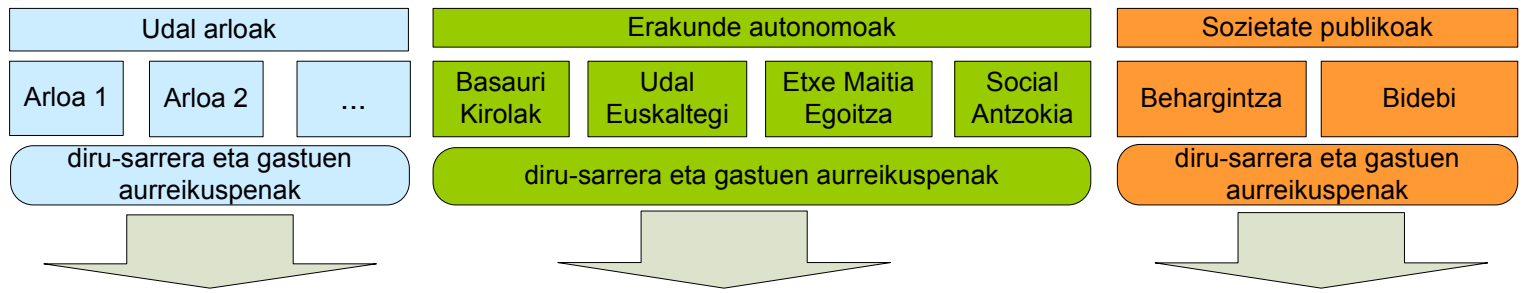 Udal arloak
Arloa 1
Arloa 2
...
diru-sarrera eta gastuen
aurreikuspenak
Erakunde autonomoak
Basauri
Kirolak
Udal
Euskaltegi
Etxe Maitia
Egoitza
Social
Antzokia
diru-sarrera eta gastuen aurreikuspenak
Sozietate publikoak
Behargintza
Bidebi
diru-sarrera eta gastuen
aurreikuspenak